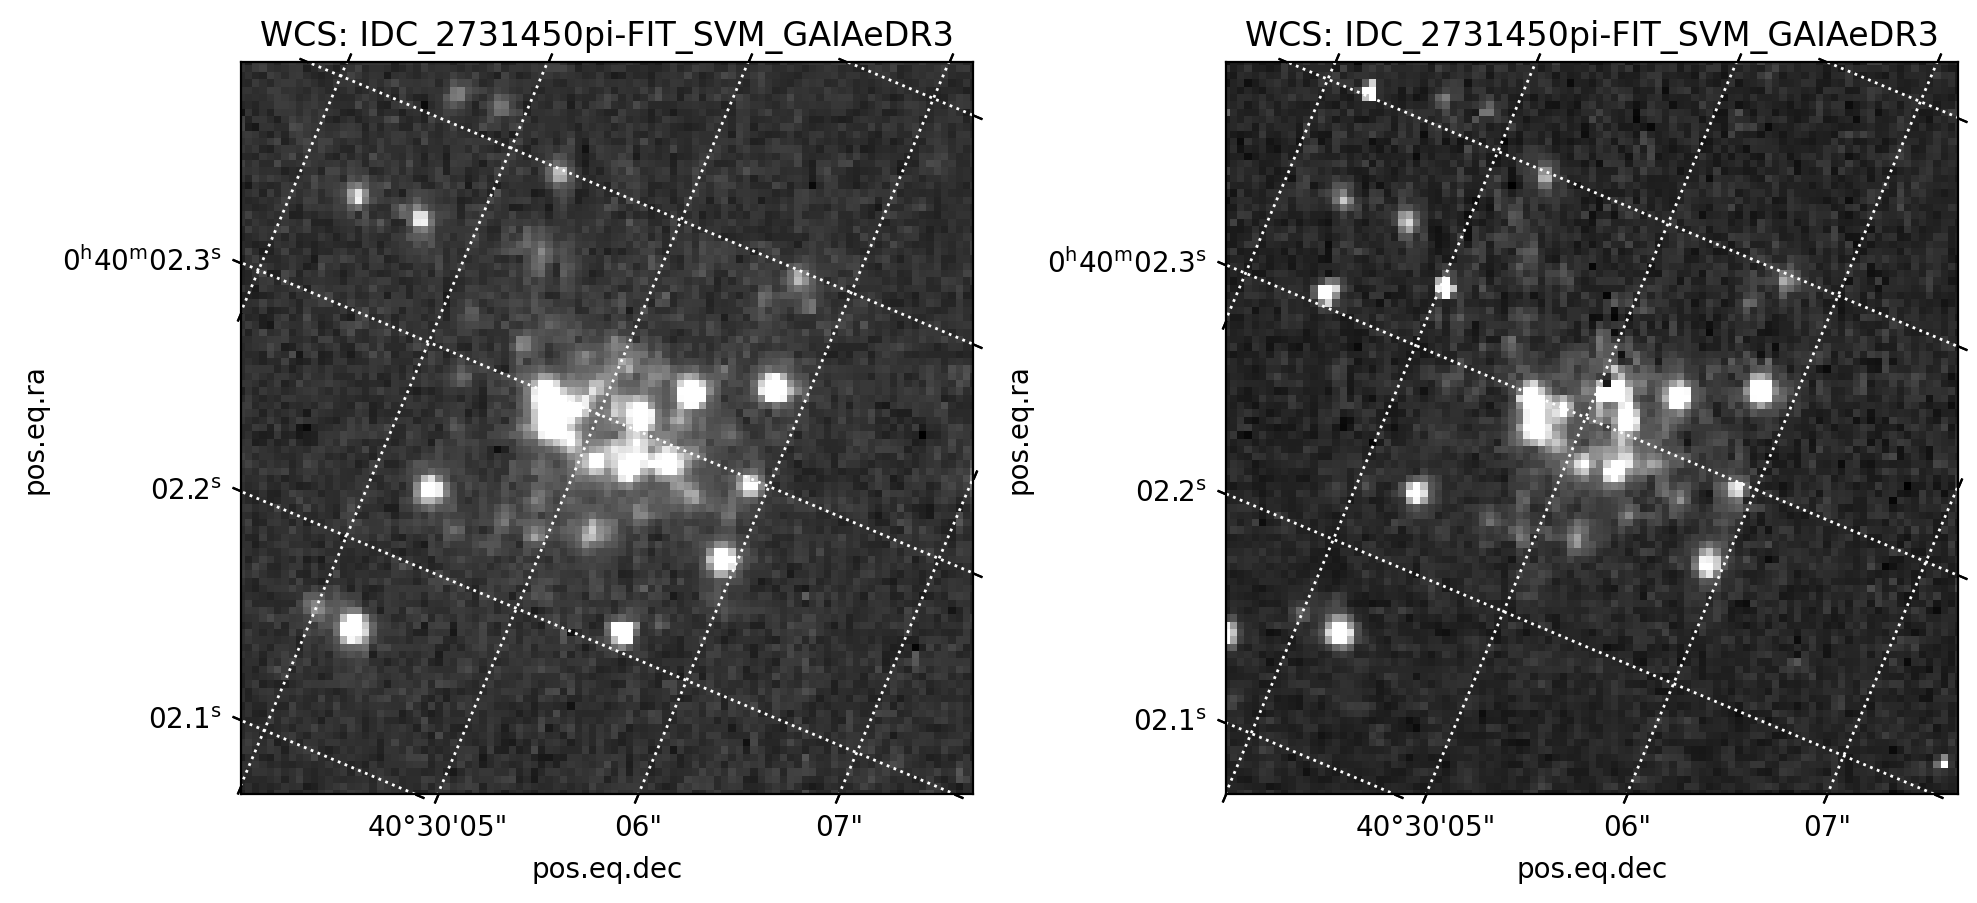 WCS: IDC_2731450pi-FIT_SVM_GAIAeDR3
0h40m02.3s
02.2s
02.1s
pos.eq.ra
40°30'05"
06"
07"
pos.eq.dec
WCS: IDC_2731450pi-FIT_SVM_GAIAeDR3
0h40m02.3s
02.2s
02.1s
pos.eq.ra
40°30'05"
06"
07"
pos.eq.dec